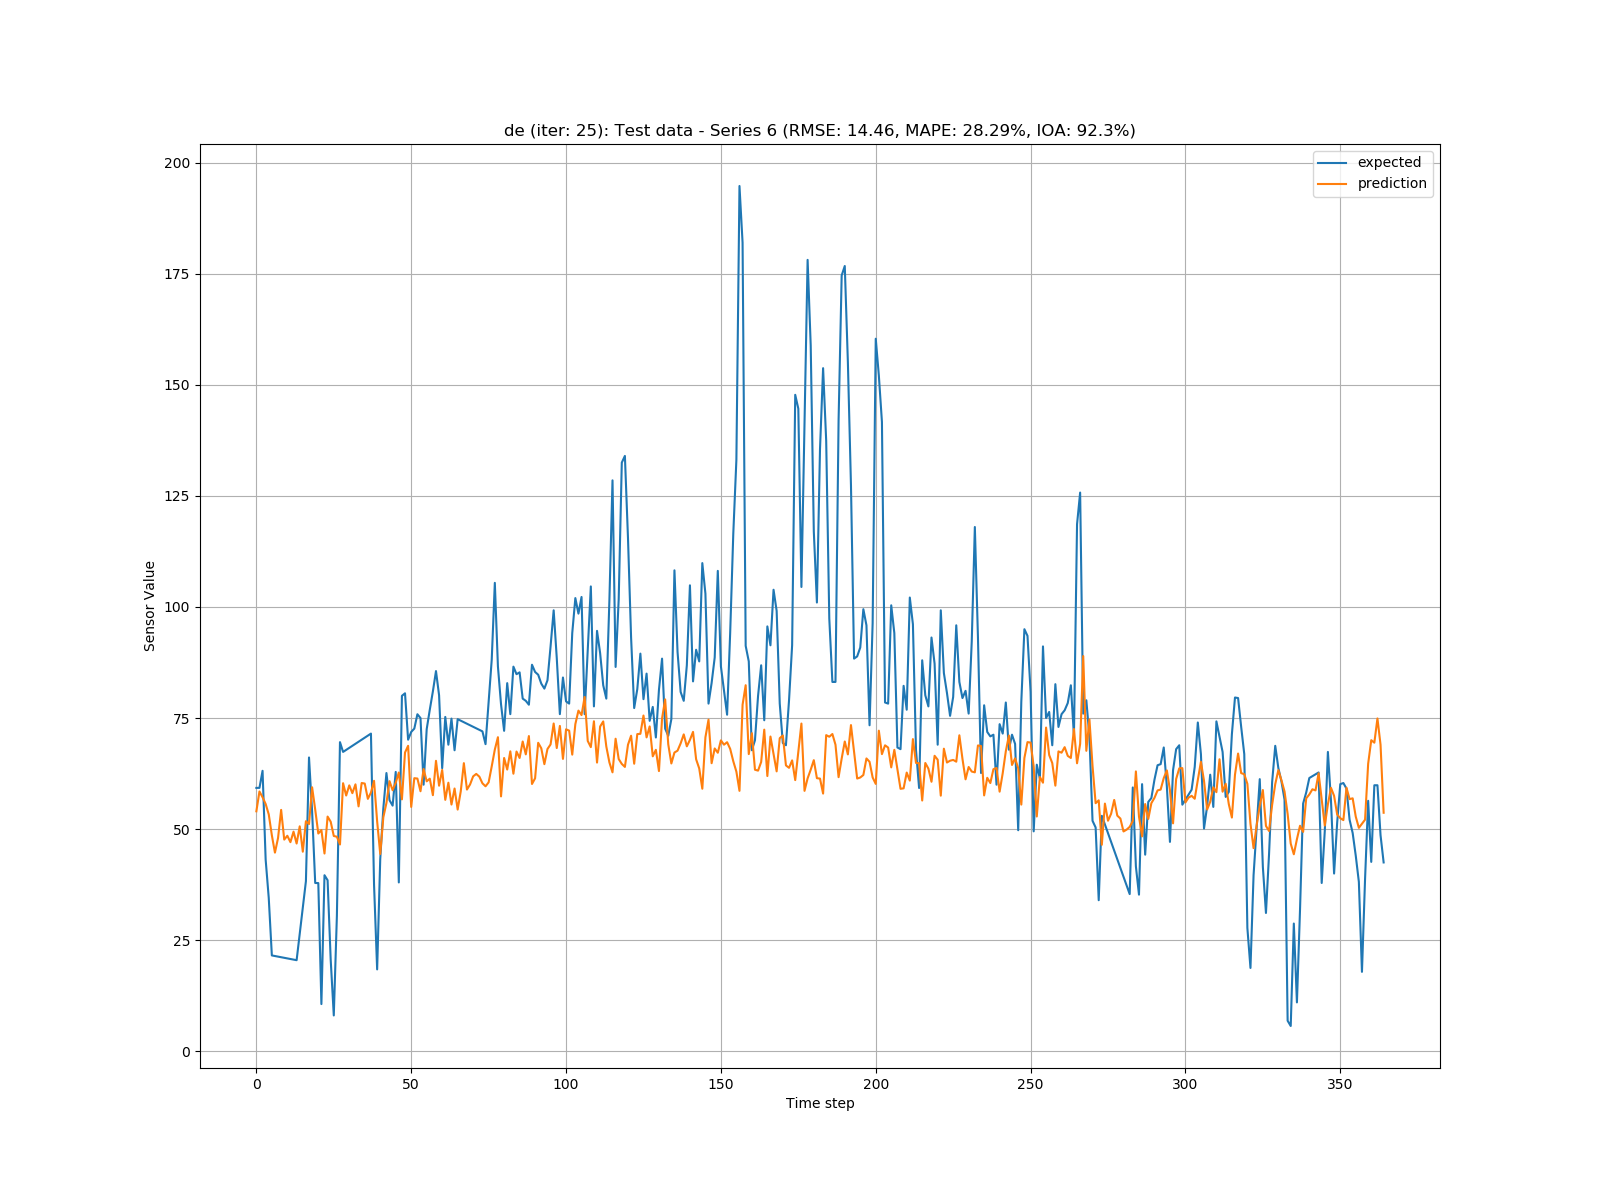 de (iter: 25): Test data - Series 6 (RMSE: 14.46, MAPE: 28.29%, IOA: 92.3%)
expected
prediction
200
175
150
125
100
75
50
25
0
Sensor Value
0 50 100 150 200 250 300 350
Time step